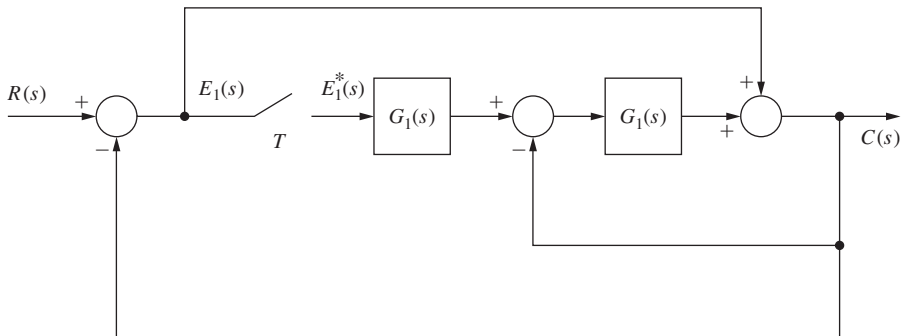 R(s)
+
−
E₁(s)
T
E₁*(s)
G₁(s)
+
−
G₁(s)
+
+
C(s)